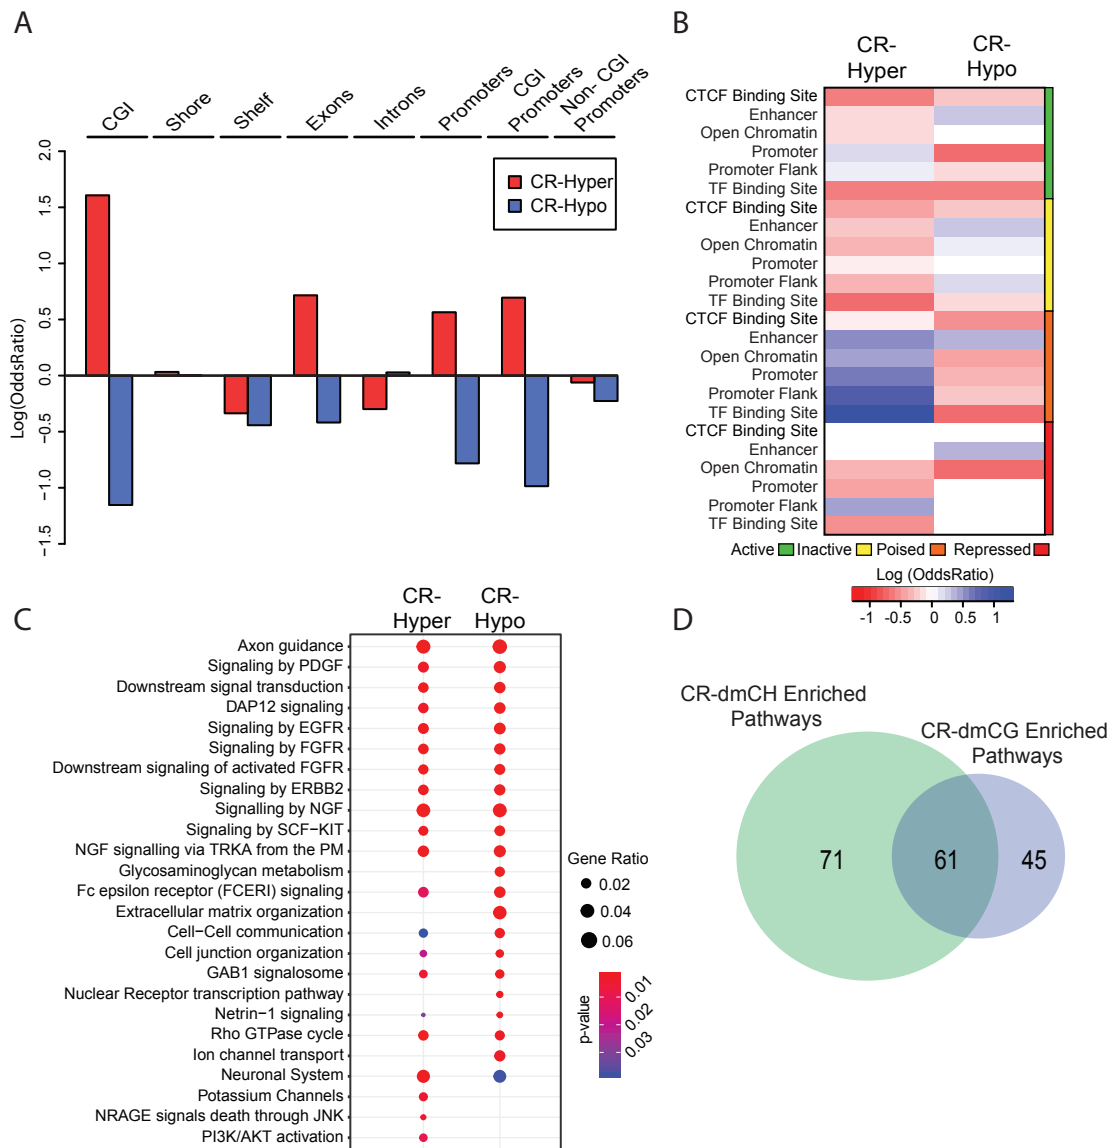 A
CGI
Shore
Shelf
Exons
Introns
Promoters
CGI
Promoters
Non- CGI
Promoters
CR-Hyper
CR-Hypo
Log(OddsRatio)
2.0
1.5
1.0
0.5
0.0
−0.5
−1.0
−1.5
B
CR-
Hyper
CR-
Hypo
CTCF Binding Site
Enhancer
Open Chromatin
Promoter
Promoter Flank
TF Binding Site
CTCF Binding Site
Enhancer
Open Chromatin
Promoter
Promoter Flank
TF Binding Site
CTCF Binding Site
Enhancer
Open Chromatin
Promoter
Promoter Flank
TF Binding Site
CTCF Binding Site
Enhancer
Open Chromatin
Promoter
Promoter Flank
TF Binding Site
Active Inactive Poised Repressed
Log (OddsRatio)
-1 -0.5 0 0.5 1
C
CR-
Hyper
CR-
Hypo
Axon guidance
Signaling by PDGF
Downstream signal transduction
DAP12 signaling
Signaling by EGFR
Signaling by FGFR
Downstream signaling of activated FGFR
Signaling by ERBB2
Signalling by NGF
Signaling by SCF−KIT
NGF signalling via TRKA from the PM
Glycosaminoglycan metabolism
Fc epsilon receptor (FCERI) signaling
Extracellular matrix organization
Cell−Cell communication
Cell junction organization
GAB1 signalosome
Nuclear Receptor transcription pathway
Netrin−1 signaling
Rho GTPase cycle
Ion channel transport
Neuronal System
Potassium Channels
NRAGE signals death through JNK
PI3K/AKT activation
Gene Ratio
0.02
0.04
0.06
p-value
0.01
0.02
0.03
D
CR-dmCH Enriched
Pathways
CR-dmCG Enriched
Pathways
71
61
45